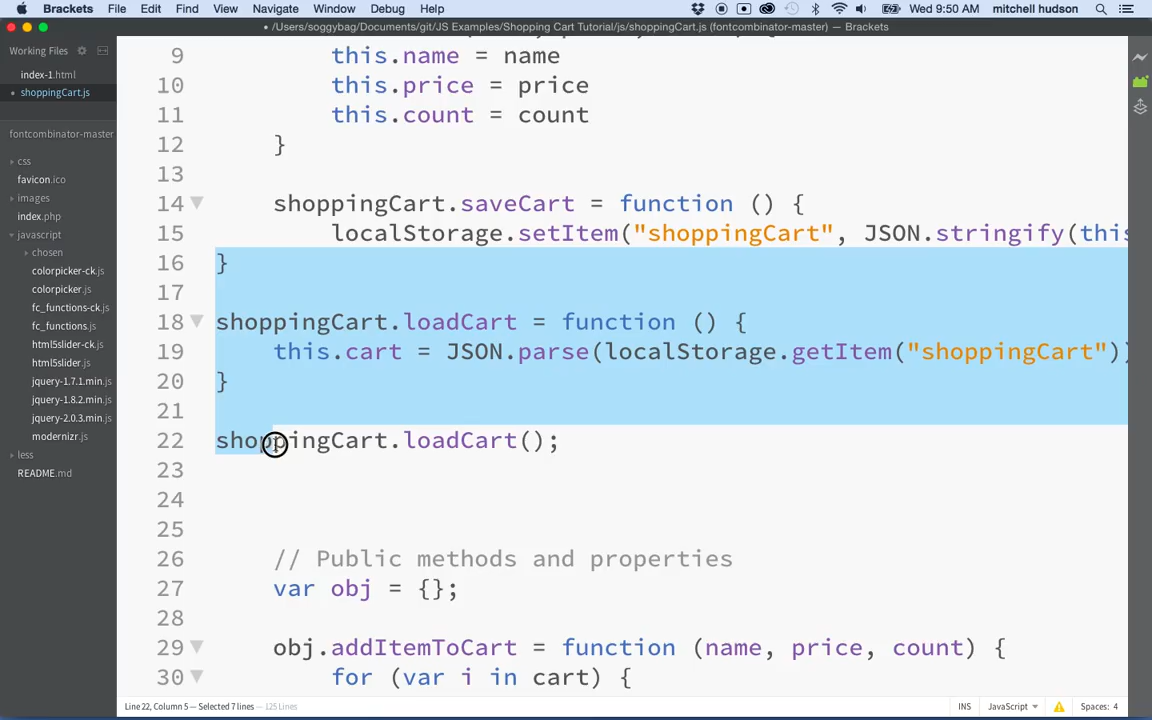 Brackets File Edit Find View Navigate Window Debug Help Wed 9:50 AM mitchell hudson
/Users/soggybag/Documents/git/JS Examples/Shopping Cart Tutorial/js/shoppingCart.js (fontcombinator-master) — Brackets
Working Files
index-1.html
• shoppingCart.js
fontcombinator-master
css
favicon.ico
images
index.php
javascript
chosen
colorpicker-ck.js
colorpicker.js
fc_functions-ck.js
fc_functions.js
html5slider-ck.js
html5slider.js
jquery-1.7.1.min.js
jquery-1.8.2.min.js
jquery-2.0.3.min.js
modernizr.js
less
README.md
9 this.name = name
10 this.price = price
11 this.count = count
12 }
13
14 shoppingCart.saveCart = function () {
15 localStorage.setItem("shoppingCart", JSON.stringify(this
16 }
17
18 shoppingCart.loadCart = function () {
19 this.cart = JSON.parse(localStorage.getItem("shoppingCart"))
20 }
21
22 shoppingCart.loadCart();
23
24
25
26 // Public methods and properties
27 var obj = {};
28
29 obj.addItemToCart = function (name, price, count) {
30 for (var i in cart) {
Line 22, Column 5 — Selected 7 lines — 125 Lines INS JavaScript Spaces: 4